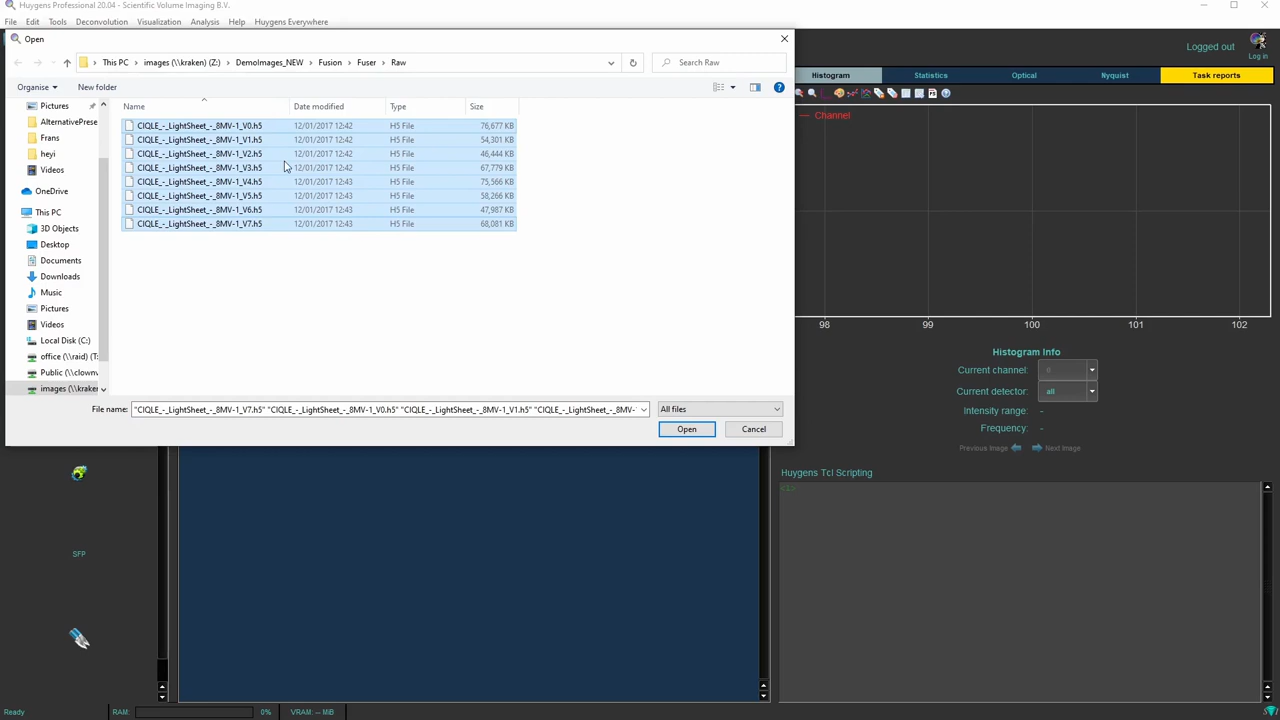 Huygens Professional 20.04 - Scientific Volume Imaging B.V.
File Edit Tools Deconvolution Visualization Analysis Help Huygens Everywhere
Open
This PC > images (\\kraken) (Z:) > DemoImages_NEW > Fusion > Fuser > Raw
Search Raw
Organise New folder
Name Date modified Type Size
CIQLE_-_LightSheet_-_8MV-1_V0.h5 12/01/2017 12:42 H5 File 76,677 KB
CIQLE_-_LightSheet_-_8MV-1_V1.h5 12/01/2017 12:42 H5 File 54,301 KB
CIQLE_-_LightSheet_-_8MV-1_V2.h5 12/01/2017 12:42 H5 File 46,444 KB
CIQLE_-_LightSheet_-_8MV-1_V3.h5 12/01/2017 12:42 H5 File 67,779 KB
CIQLE_-_LightSheet_-_8MV-1_V4.h5 12/01/2017 12:43 H5 File 75,566 KB
CIQLE_-_LightSheet_-_8MV-1_V5.h5 12/01/2017 12:43 H5 File 58,266 KB
CIQLE_-_LightSheet_-_8MV-1_V6.h5 12/01/2017 12:43 H5 File 47,987 KB
CIQLE_-_LightSheet_-_8MV-1_V7.h5 12/01/2017 12:43 H5 File 68,081 KB
Pictures
AlternativePrese
Frans
heyi
Videos
OneDrive
This PC
3D Objects
Desktop
Documents
Downloads
Music
Pictures
Videos
Local Disk (C:)
office (\\raid) (T:
Public (\\clownv
images (\\kraken
File name: "CIQLE_-_LightSheet_-_8MV-1_V7.h5" "CIQLE_-_LightSheet_-_8MV-1_V0.h5" "CIQLE_-_LightSheet_-_8MV-1_V1.h5" "CIQLE_-_LightSheet_-_8MV-
All files
Open Cancel
Logged out
Log in
Histogram Statistics Optical Nyquist Task reports
Channel
98 99 100 101 102
Histogram Info
Current channel: 0
Current detector: all
Intensity range: -
Frequency: -
Previous Image Next Image
Huygens Tcl Scripting
<1>
SFP
Ready RAM: 0% VRAM: -- MiB